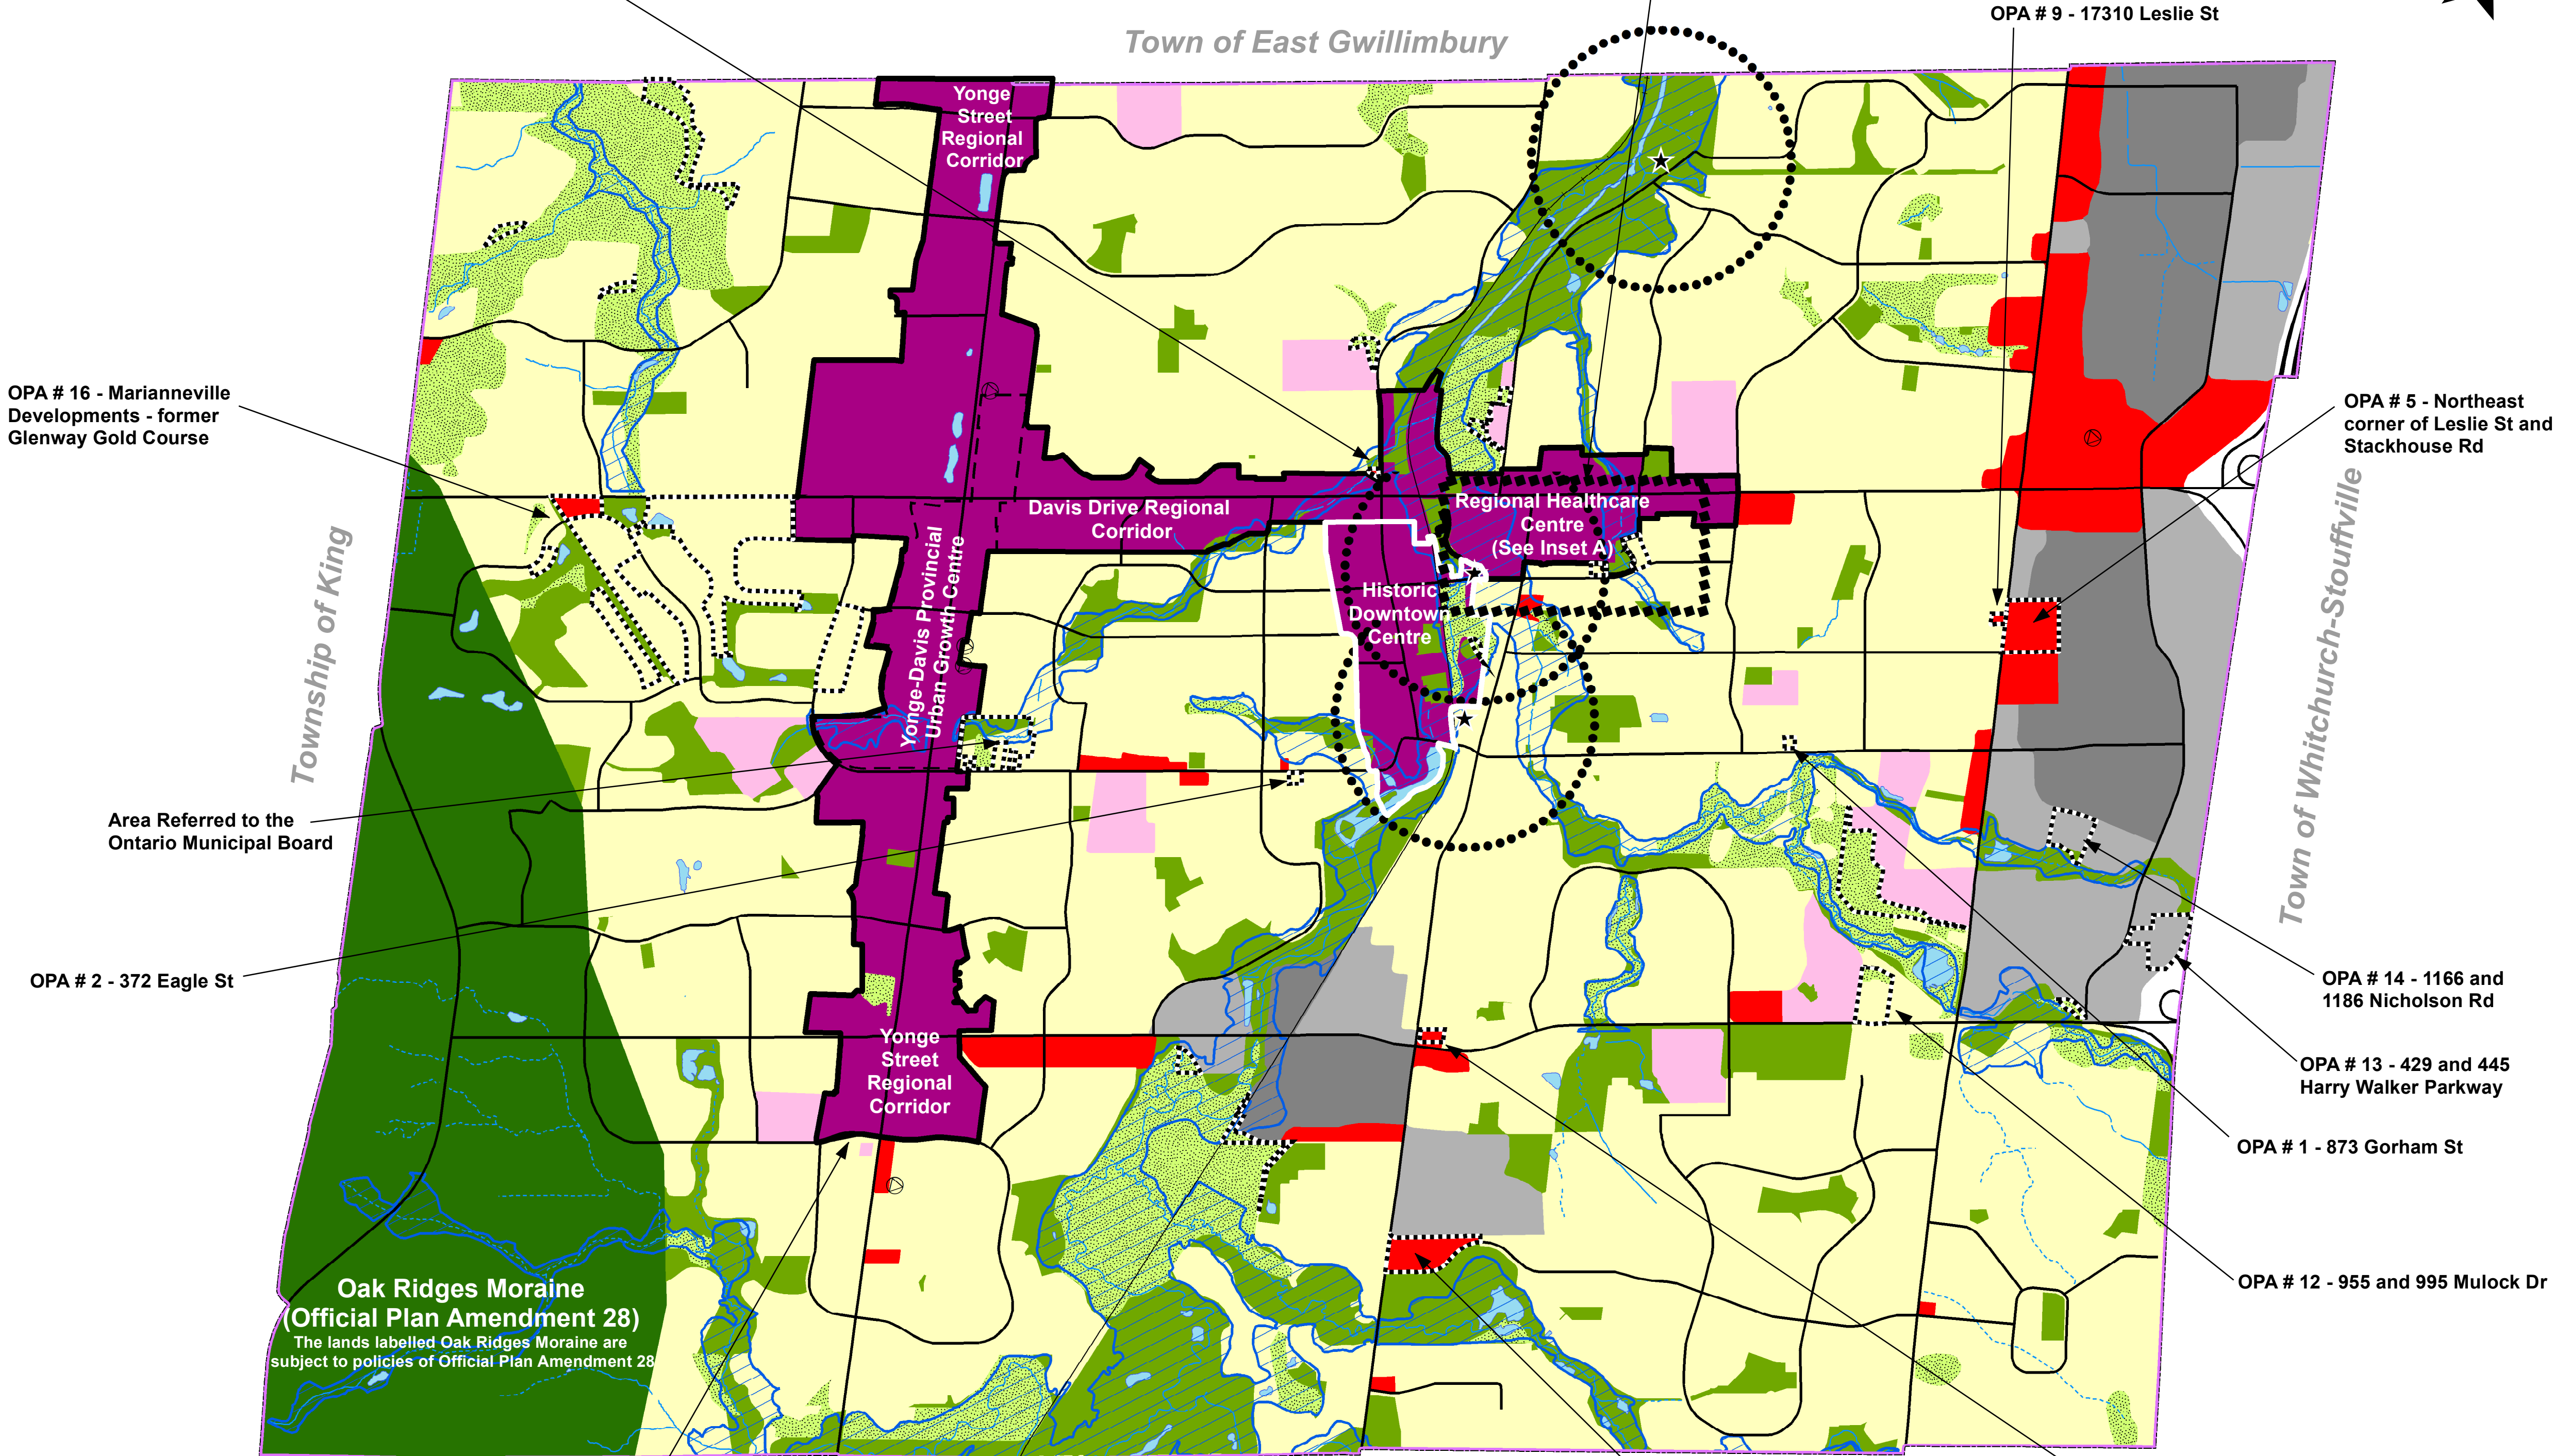 OPA # 9 - 17310 Leslie St
Town of East Gwillimbury
Yonge
Street
Regional
Corridor
OPA # 16 - Marianneville
Developments - former
Glenway Gold Course
OPA # 5 - Northeast
corner of Leslie St and
Stackhouse Rd
Davis Drive Regional
Corridor
Regional Healthcare
Centre
(See Inset A)
Township of King
Yonge-Davis Provincial
Urban Growth Centre
Historic
Downtown
Centre
Town of Whitchurch-Stouffville
Area Referred to the
Ontario Municipal Board
OPA # 2 - 372 Eagle St
OPA # 14 - 1166 and
1186 Nicholson Rd
Yonge
Street
Regional
Corridor
OPA # 13 - 429 and 445
Harry Walker Parkway
OPA # 1 - 873 Gorham St
OPA # 12 - 955 and 995 Mulock Dr
Oak Ridges Moraine
(Official Plan Amendment 28)
The lands labelled Oak Ridges Moraine are
subject to policies of Official Plan Amendment 28